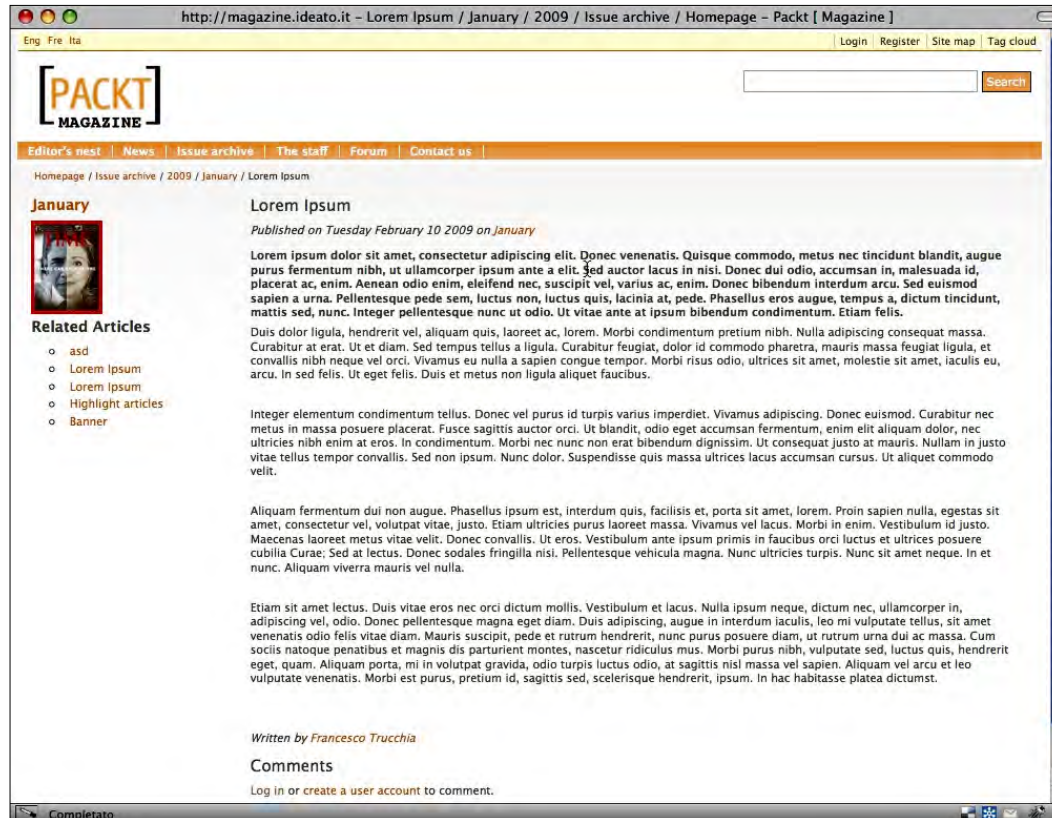 http://magazine.ideato.it – Lorem Ipsum / January / 2009 / Issue archive / Homepage – Packt [ Magazine ]
Eng Fre Ita
Login Register Site map Tag cloud
[PACKT]
MAGAZINE
Search
Editor's nest News Issue archive The staff Forum Contact us
Homepage / Issue archive / 2009 / January / Lorem Ipsum
January
TIME
Related Articles
asd
Lorem Ipsum
Lorem Ipsum
Highlight articles
Banner
Lorem Ipsum
Published on Tuesday February 10 2009 on January
Lorem ipsum dolor sit amet, consectetur adipiscing elit. Donec venenatis. Quisque commodo, metus nec tincidunt blandit, augue
purus fermentum nibh, ut ullamcorper ipsum ante a elit. Sed auctor lacus in nisi. Donec dui odio, accumsan in, malesuada id,
placerat ac, enim. Aenean odio enim, eleifend nec, suscipit vel, varius ac, enim. Donec bibendum interdum arcu. Sed euismod
sapien a urna. Pellentesque pede sem, luctus non, luctus quis, lacinia at, pede. Phasellus eros augue, tempus a, dictum tincidunt,
mattis sed, nunc. Integer pellentesque nunc ut odio. Ut vitae ante at ipsum bibendum condimentum. Etiam felis.
Duis dolor ligula, hendrerit vel, aliquam quis, laoreet ac, lorem. Morbi condimentum pretium nibh. Nulla adipiscing consequat massa.
Curabitur at erat. Ut et diam. Sed tempus tellus a ligula. Curabitur feugiat, dolor id commodo pharetra, mauris massa feugiat ligula, et
convallis nibh neque vel orci. Vivamus eu nulla a sapien congue tempor. Morbi risus odio, ultrices sit amet, molestie sit amet, iaculis eu,
arcu. In sed felis. Ut eget felis. Duis et metus non ligula aliquet faucibus.
Integer elementum condimentum tellus. Donec vel purus id turpis varius imperdiet. Vivamus adipiscing. Donec euismod. Curabitur nec
metus in massa posuere placerat. Fusce sagittis auctor orci. Ut blandit, odio eget accumsan fermentum, enim elit aliquam dolor, nec
ultricies nibh enim at eros. In condimentum. Morbi nec nunc non erat bibendum dignissim. Ut consequat justo at mauris. Nullam in justo
vitae tellus tempor convallis. Sed non ipsum. Nunc dolor. Suspendisse quis massa ultrices lacus accumsan cursus. Ut aliquet commodo
velit.
Aliquam fermentum dui non augue. Phasellus ipsum est, interdum quis, facilisis et, porta sit amet, lorem. Proin sapien nulla, egestas sit
amet, consectetur vel, volutpat vitae, justo. Etiam ultricies purus laoreet massa. Vivamus vel lacus. Morbi in enim. Vestibulum id justo.
Maecenas laoreet metus vitae velit. Donec convallis. Ut eros. Vestibulum ante ipsum primis in faucibus orci luctus et ultrices posuere
cubilia Curae; Sed at lectus. Donec sodales fringilla nisi. Pellentesque vehicula magna. Nunc ultricies turpis. Nunc sit amet neque. In et
nunc. Aliquam viverra mauris vel nulla.
Etiam sit amet lectus. Duis vitae eros nec orci dictum mollis. Vestibulum et lacus. Nulla ipsum neque, dictum nec, ullamcorper in,
adipiscing vel, odio. Donec pellentesque magna eget diam. Duis adipiscing, augue in interdum iaculis, leo mi vulputate tellus, sit amet
venenatis odio felis vitae diam. Mauris suscipit, pede et rutrum hendrerit, nunc purus posuere diam, ut rutrum urna dui ac massa. Cum
sociis natoque penatibus et magnis dis parturient montes, nascetur ridiculus mus. Morbi purus nibh, vulputate sed, luctus quis, hendrerit
eget, quam. Aliquam porta, mi in volutpat gravida, odio turpis luctus odio, at sagittis nisl massa vel sapien. Aliquam vel arcu et leo
vulputate venenatis. Morbi est purus, pretium id, sagittis sed, scelerisque hendrerit, ipsum. In hac habitasse platea dictumst.
Written by Francesco Trucchia
Comments
Log in or create a user account to comment.
Completato